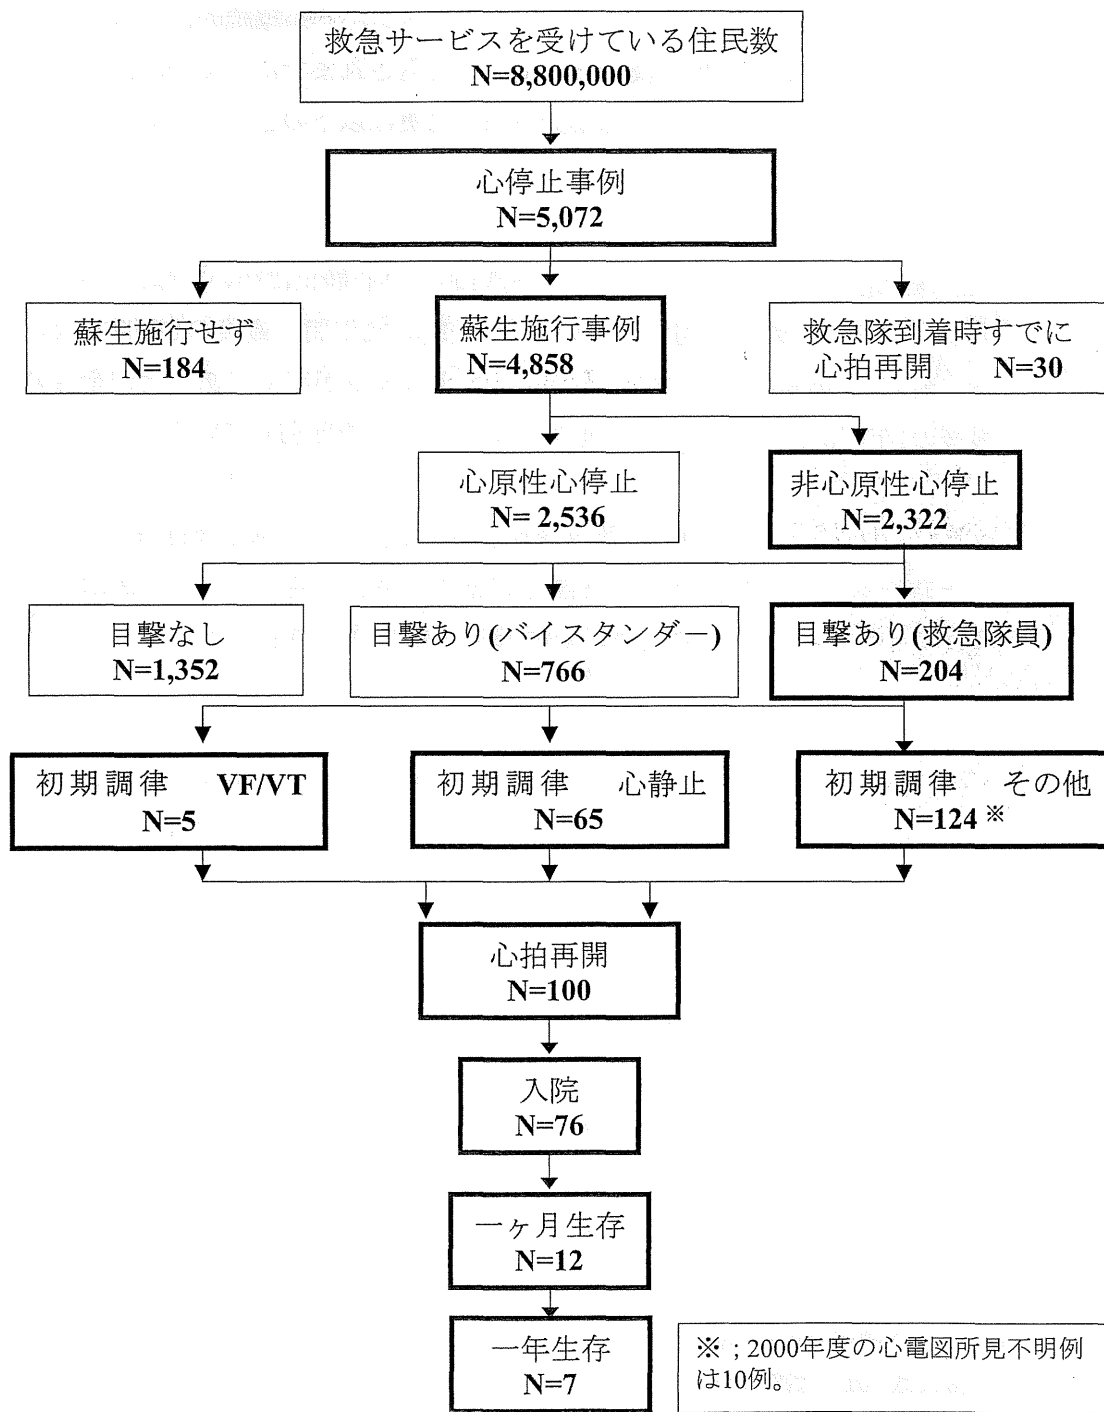 救急サービスを受けている住民数
N=8,800,000
心停止事例
N=5,072
蘇生施行せず
N=184
蘇生施行事例
N=4,858
救急隊到着時すでに
心拍再開 N=30
心原性心停止
N= 2,536
非心原性心停止
N=2,322
目撃なし
N=1,352
目撃あり(バイスタンダー)
N=766
目撃あり(救急隊員)
N=204
初期調律 VF/VT
N=5
初期調律 心静止
N=65
初期調律 その他
N=124 ※
心拍再開
N=100
入院
N=76
一ヶ月生存
N=12
一年生存
N=7
※ ; 2000年度の心電図所見不明例
は10例。